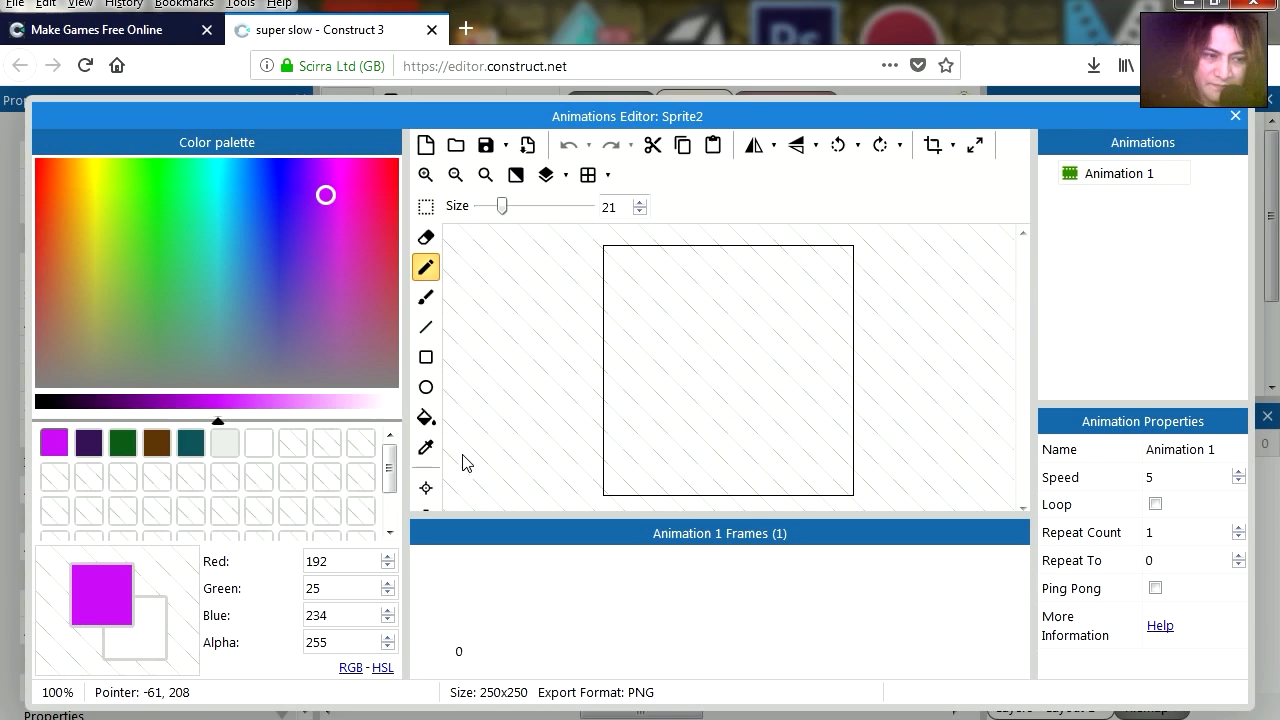 File Edit View History Bookmarks Tools Help
Make Games Free Online
super slow - Construct 3
Scirra Ltd (GB)
https://editor.construct.net
Animations Editor: Sprite2
Color palette
Animations
Animation 1
Size
21
Animation Properties
Name Animation 1
Speed 5
Loop
Repeat Count 1
Repeat To 0
Ping Pong
More
Information
Help
Animation 1 Frames (1)
0
Red: 192
Green: 25
Blue: 234
Alpha: 255
RGB - HSL
100%
Pointer: -61, 208
Size: 250x250
Export Format: PNG
Properties